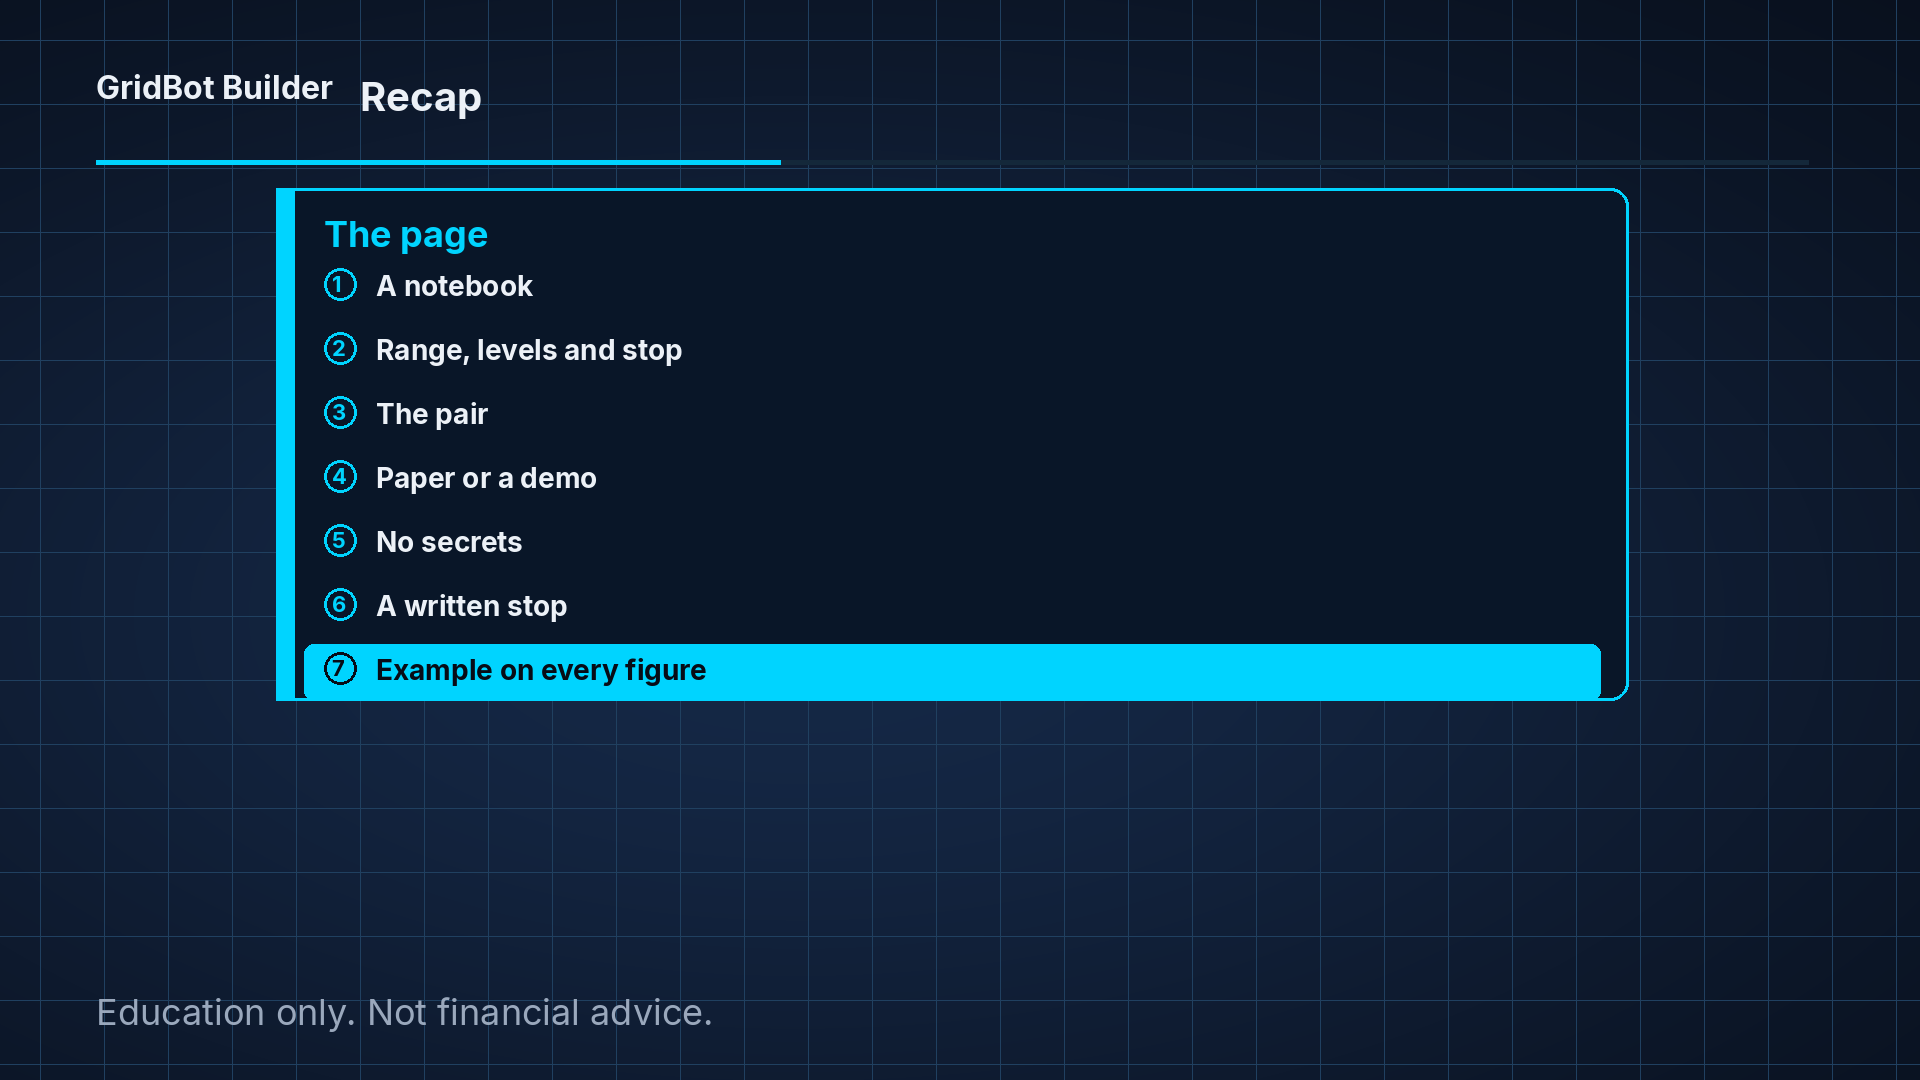 GridBot Builder
Recap
The page
1 A notebook
2 Range, levels and stop
3 The pair
4 Paper or a demo
5 No secrets
6 A written stop
7 Example on every figure
Education only. Not financial advice.